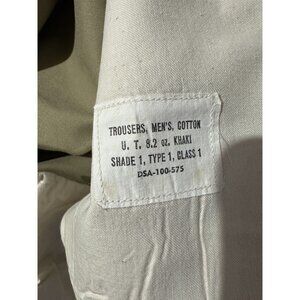 TROUSERS, MEN'S, COTTON
U. T. 8.2 oz. KHAKI
SHADE 1, TYPE 1, CLASS 1
DSA-100-575